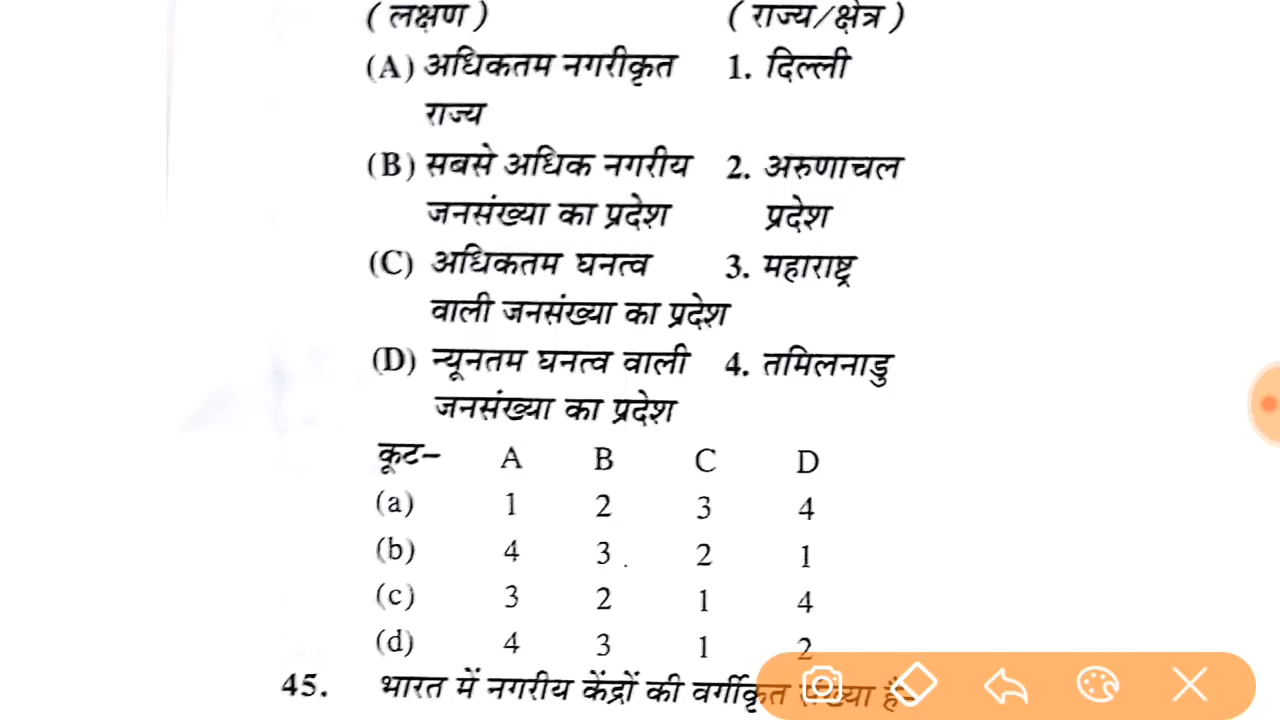 (लक्षण) (राज्य/क्षेत्र)
(A) अधिकतम नगरीकृत 1. दिल्ली
राज्य
(B) सबसे अधिक नगरीय 2. अरुणाचल
जनसंख्या का प्रदेश प्रदेश
(C) अधिकतम घनत्व 3. महाराष्ट्र
वाली जनसंख्या का प्रदेश
(D) न्यूनतम घनत्व वाली 4. तमिलनाडु
जनसंख्या का प्रदेश
कूट– A B C D
(a) 1 2 3 4
(b) 4 3 2 1
(c) 3 2 1 4
(d) 4 3 1 2
45. भारत में नगरीय केंद्रों की वर्गीकृत संख्या है–